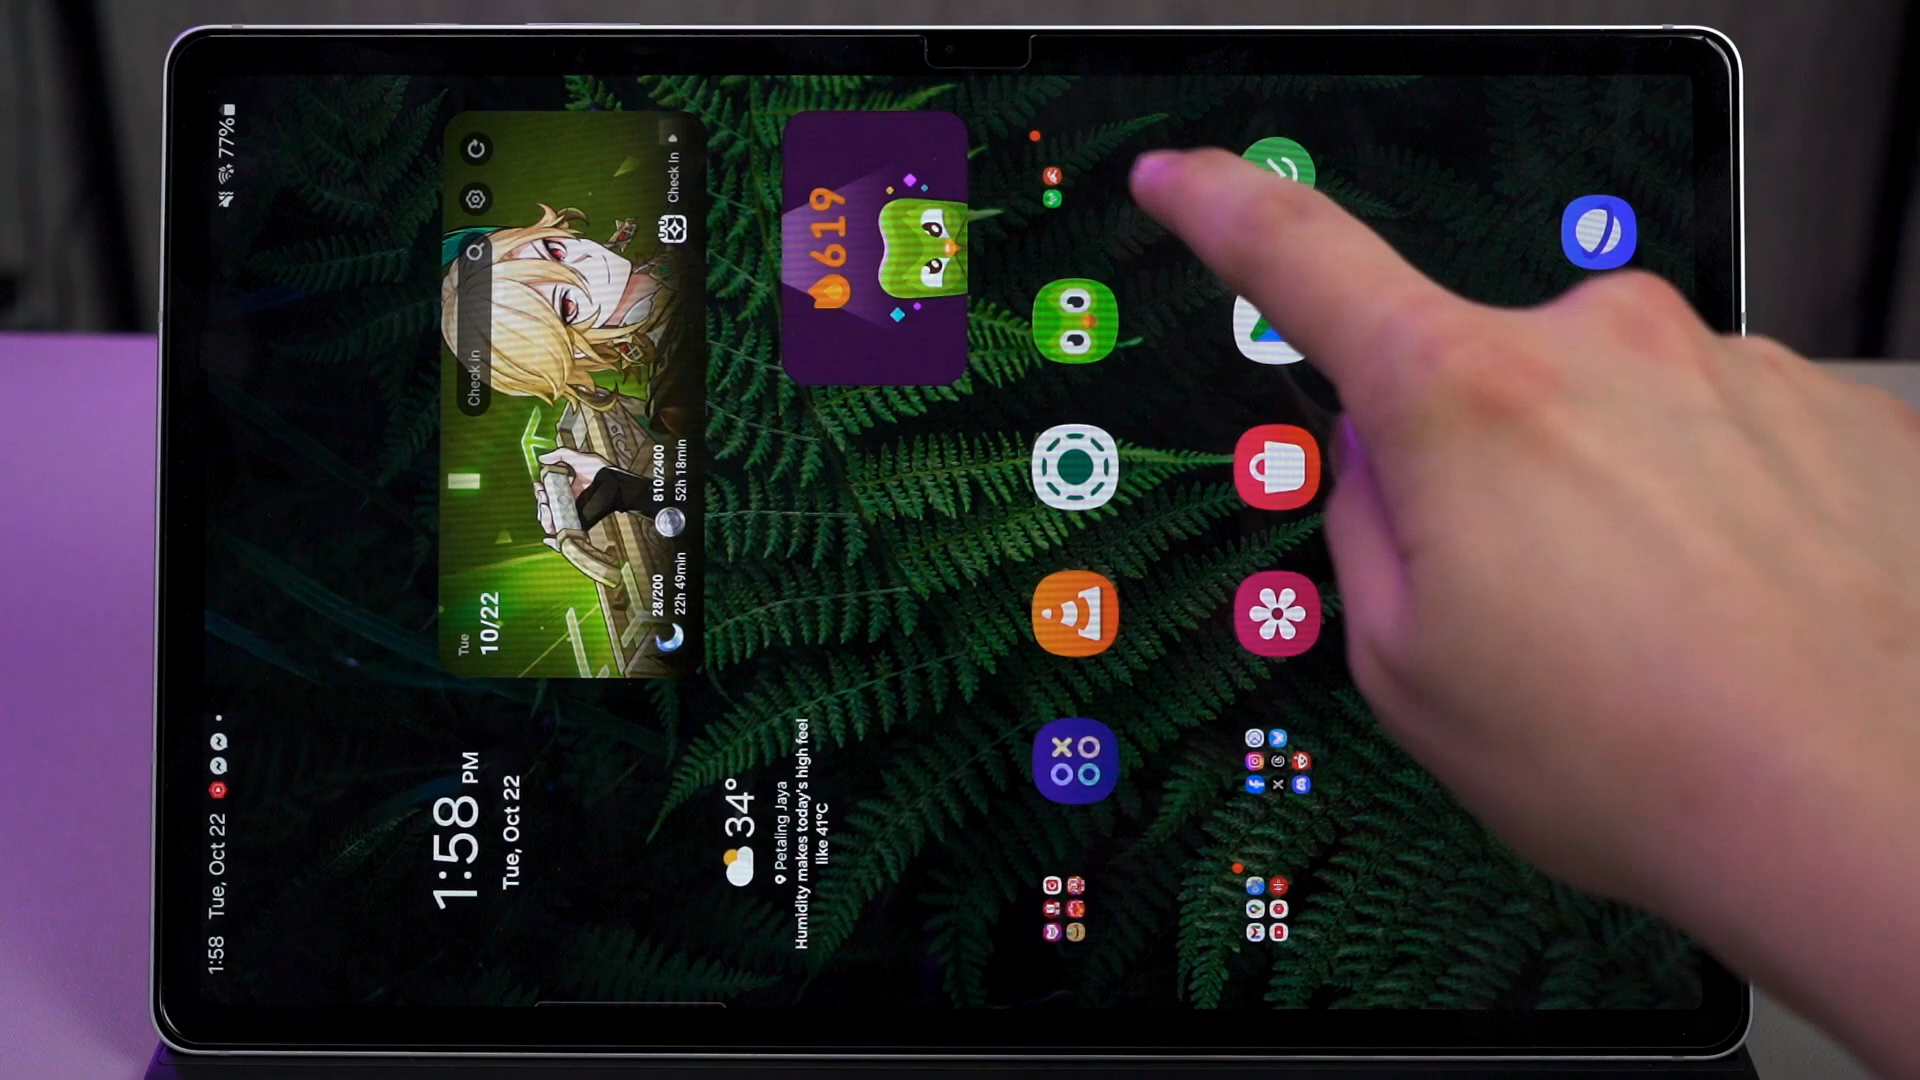 1:58 Tue, Oct 22
77%
1:58 PM
Tue, Oct 22
34°
Petaling Jaya
Humidity makes today's high feel
like 41°C
Tue
10/22
Check in
28/200
22h 49min
810/2400
52h 18min
Check In
619